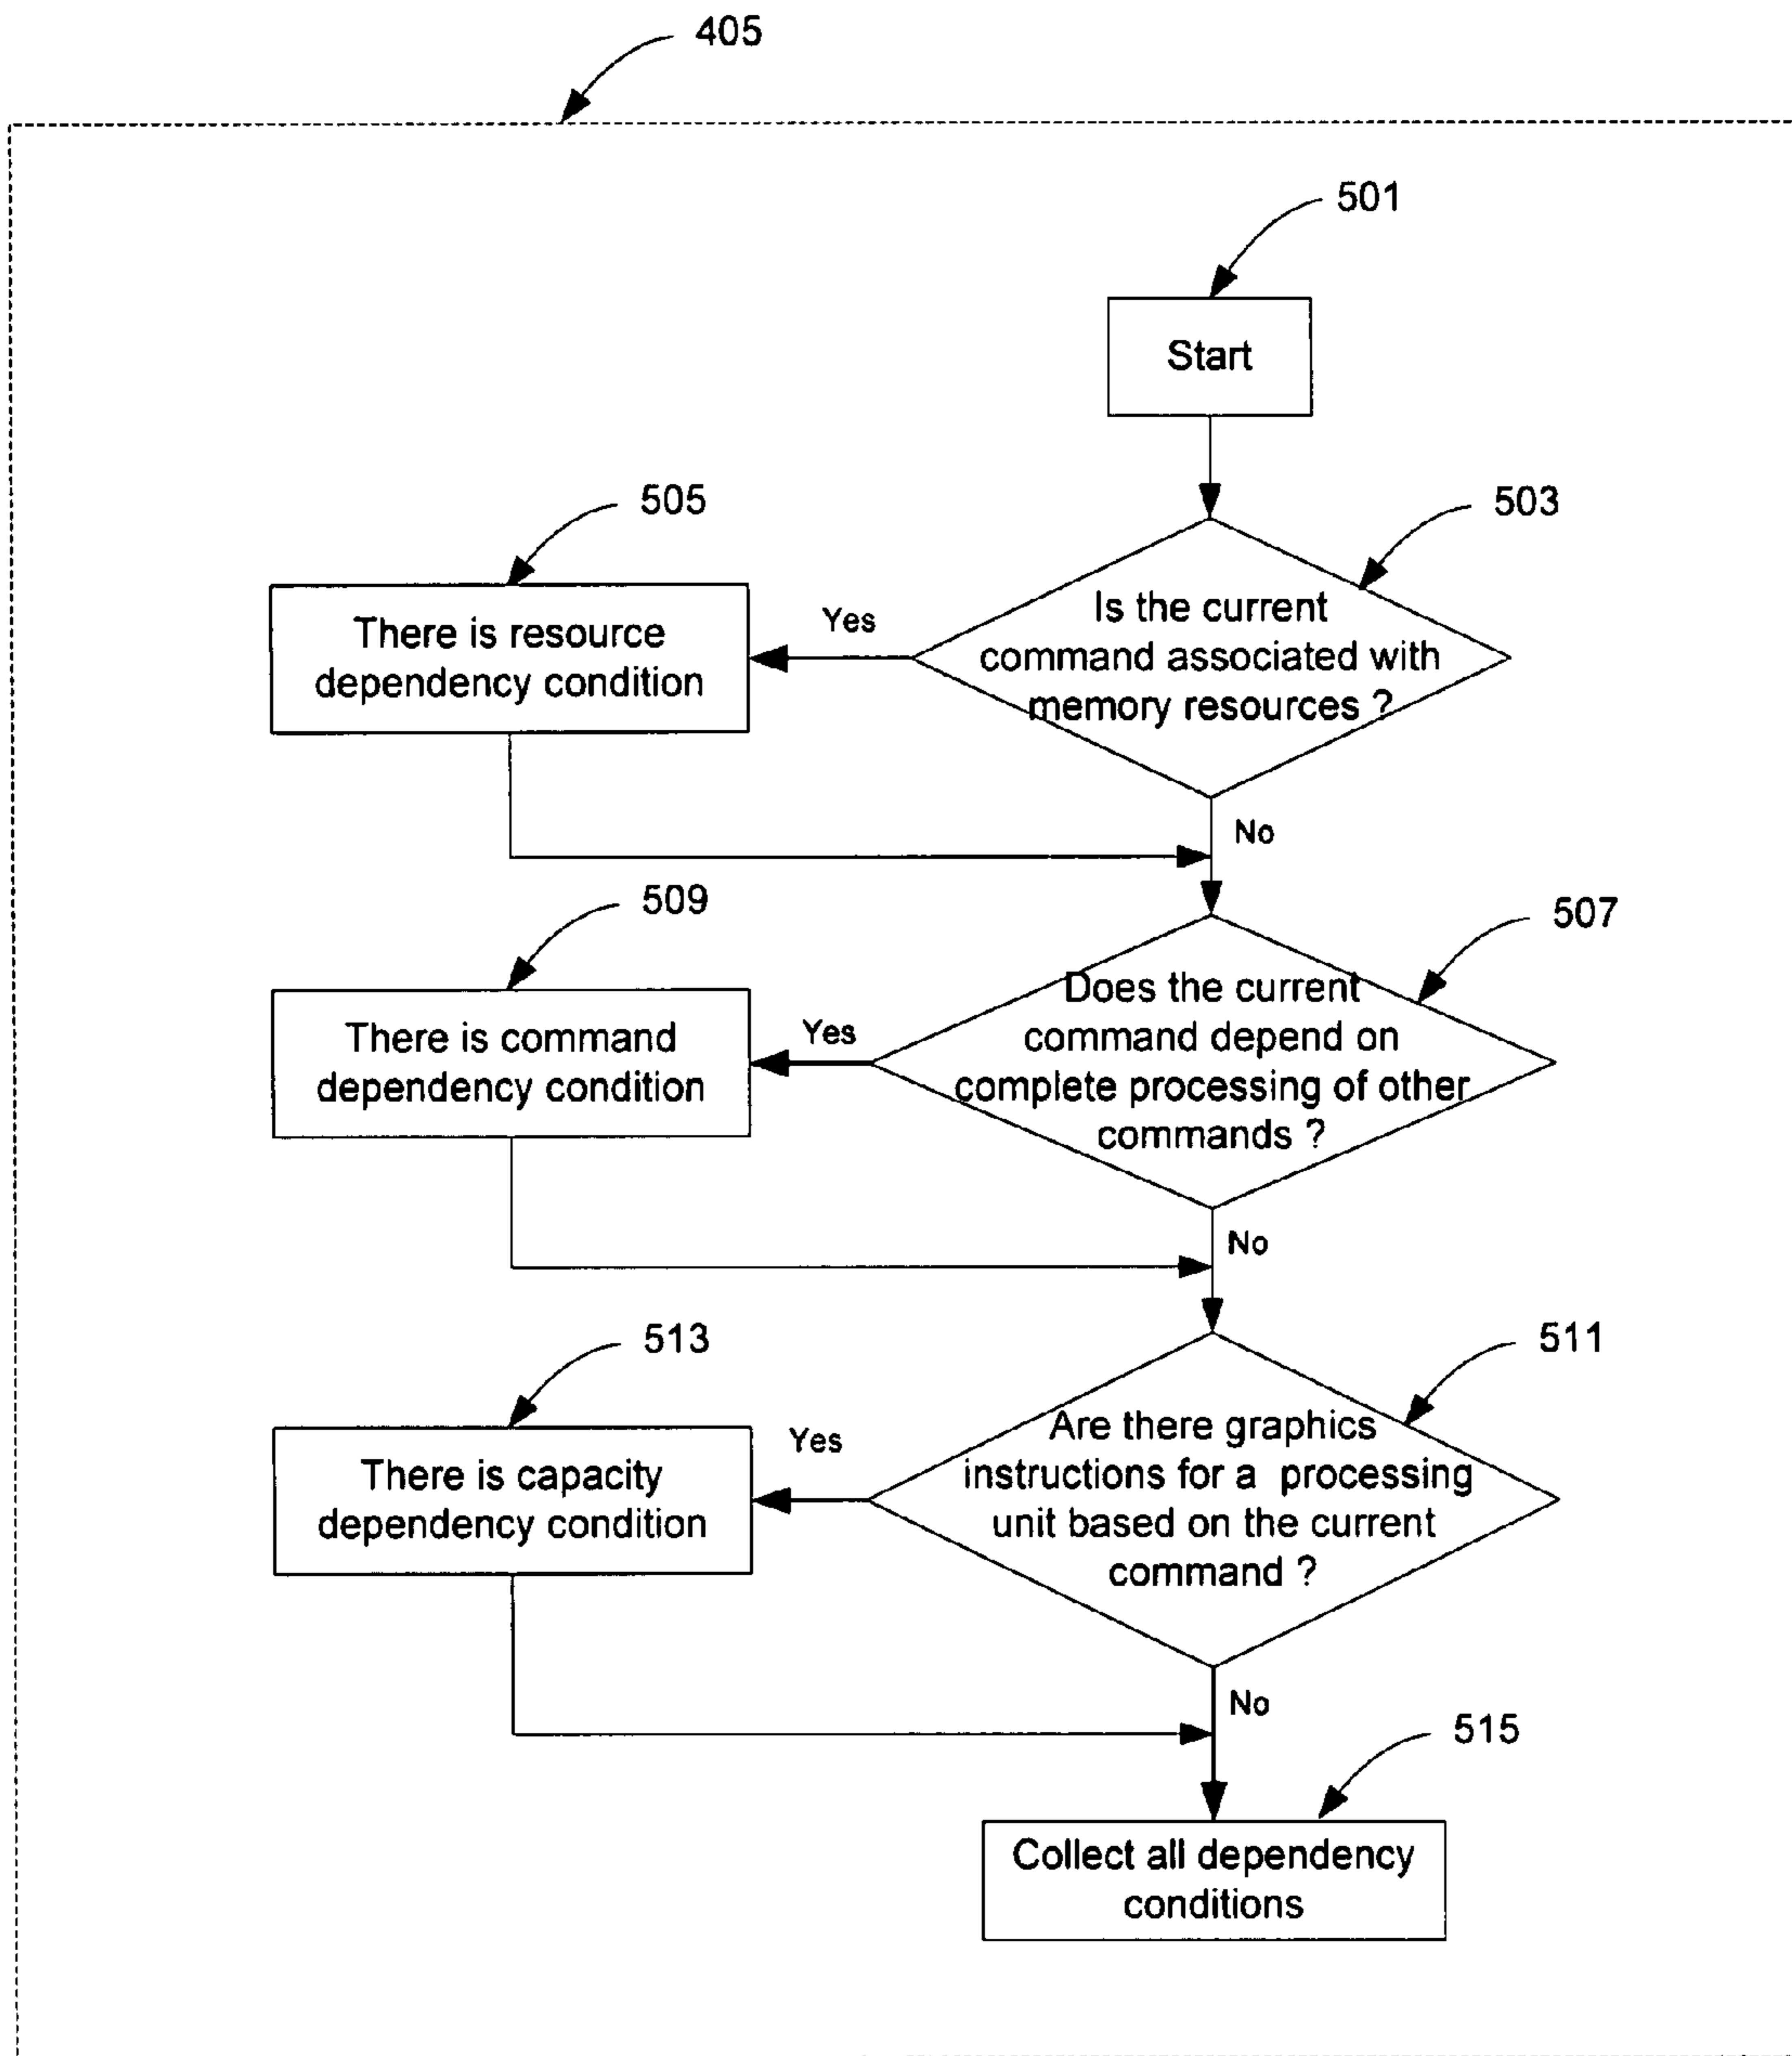 405
501
Start
505
503
There is resource
dependency condition
Yes
Is the current
command associated with
memory resources ?
No
509
507
There is command
dependency condition
Yes
Does the current
command depend on
complete processing of other
commands ?
No
513
511
There is capacity
dependency condition
Yes
Are there graphics
instructions for a processing
unit based on the current
command ?
No
515
Collect all dependency
conditions